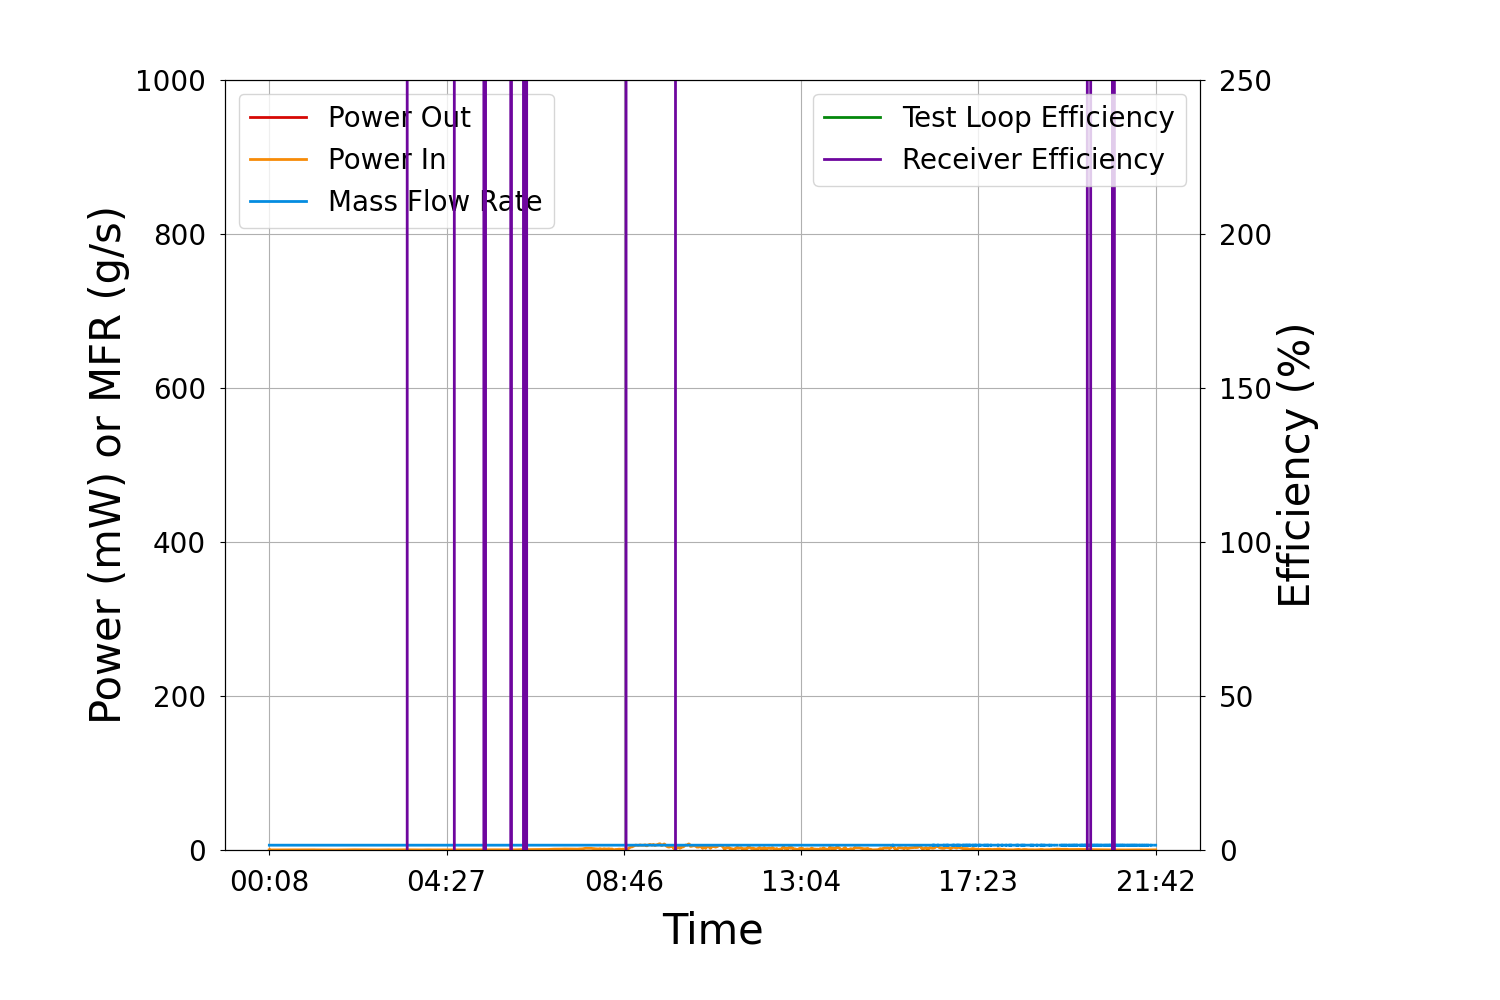 1000
800
600
400
200
0
Power (mW) or MFR (g/s)
Power Out
Power In
Mass Flow Rate
Test Loop Efficiency
Receiver Efficiency
250
200
150
100
50
0
Efficiency (%)
00:08 04:27 08:46 13:04 17:23 21:42
Time